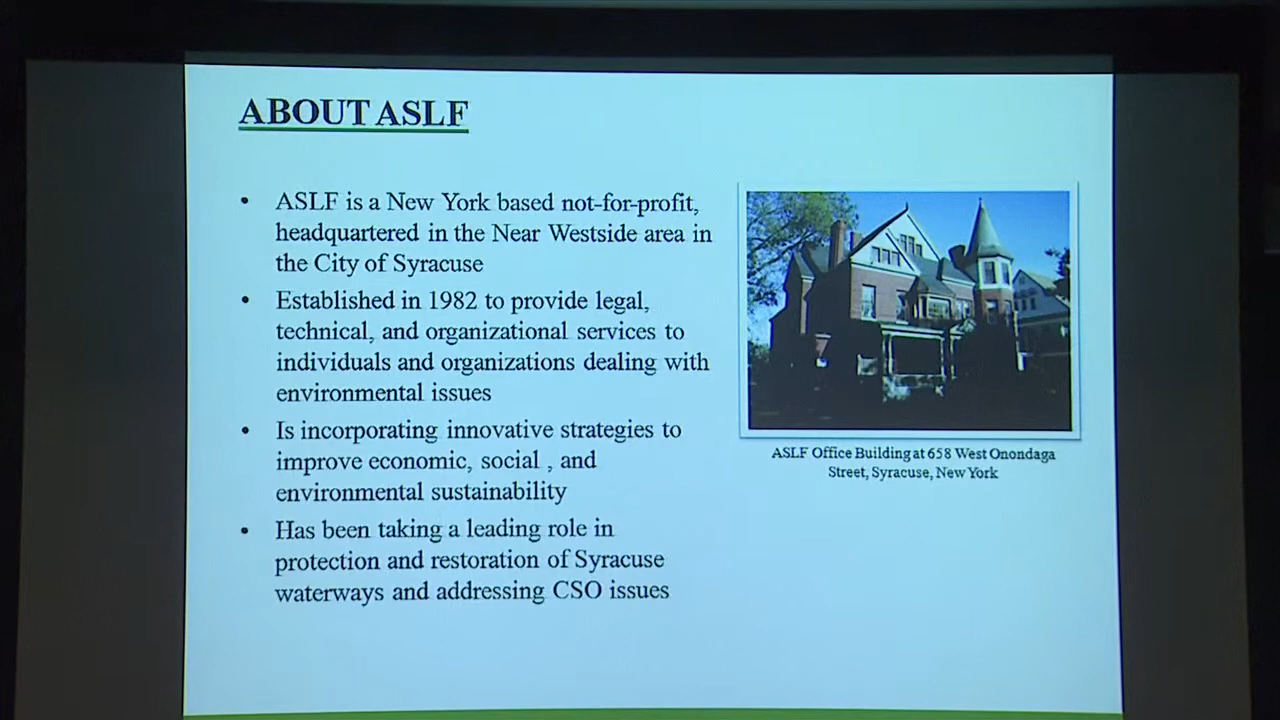 ABOUT ASLF
• ASLF is a New York based not-for-profit,
headquartered in the Near Westside area in
the City of Syracuse
• Established in 1982 to provide legal,
technical, and organizational services to
individuals and organizations dealing with
environmental issues
• Is incorporating innovative strategies to
improve economic, social , and
environmental sustainability
• Has been taking a leading role in
protection and restoration of Syracuse
waterways and addressing CSO issues
ASLF Office Building at 658 West Onondaga
Street, Syracuse, New York